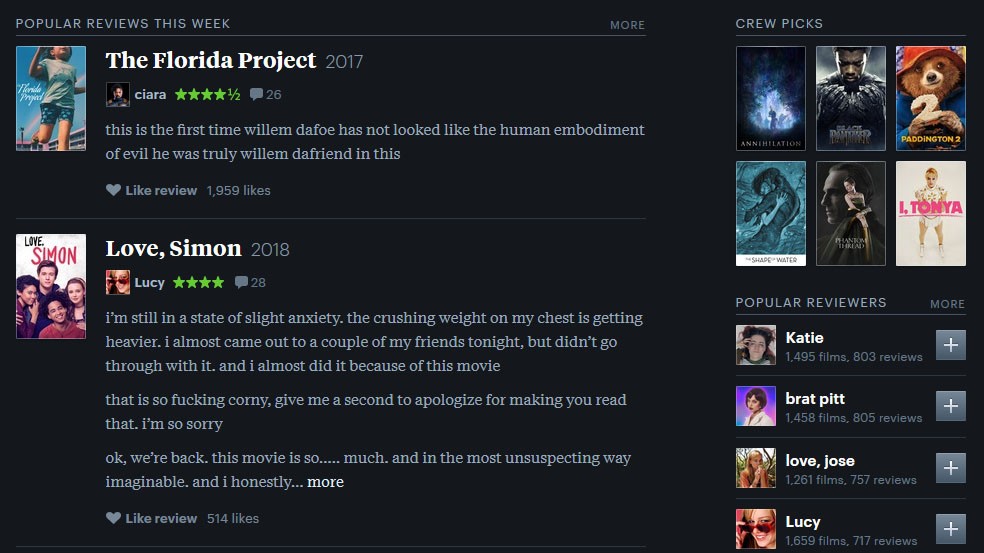 POPULAR REVIEWS THIS WEEK
MORE
Florida
Project
The Florida Project 2017
ciara ★★★★½ 26
this is the first time willem dafoe has not looked like the human embodiment
of evil he was truly willem dafriend in this
Like review 1,959 likes
LOVE,
SIMON
Love, Simon 2018
Lucy ★★★★ 28
i’m still in a state of slight anxiety. the crushing weight on my chest is getting
heavier. i almost came out to a couple of my friends tonight, but didn’t go
through with it. and i almost did it because of this movie
that is so fucking corny, give me a second to apologize for making you read
that. i’m so sorry
ok, we’re back. this movie is so..... much. and in the most unsuspecting way
imaginable. and i honestly... more
Like review 514 likes
CREW PICKS
ANNIHILATION
BLACK
PANTHER
2
PADDINGTON 2
THE SHAPE OF WATER
PHANTOM
THREAD
I, TONYA
POPULAR REVIEWERS
MORE
Katie
1,495 films, 803 reviews
brat pitt
1,458 films, 805 reviews
love, jose
1,261 films, 757 reviews
Lucy
1,659 films, 717 reviews